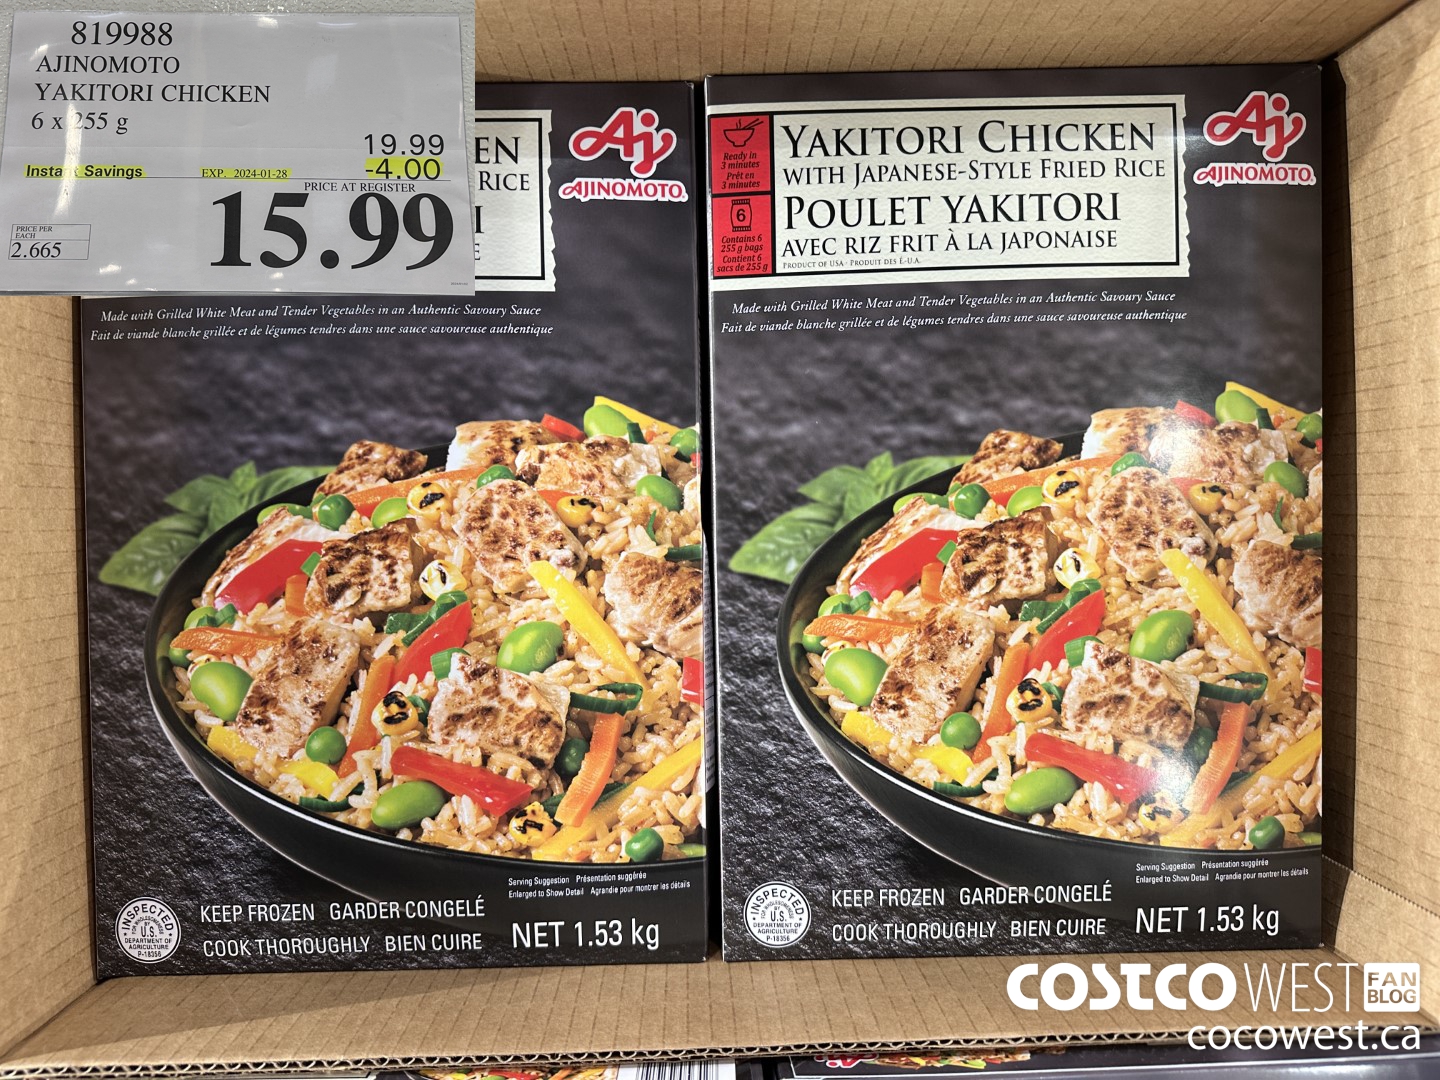 819988
AJINOMOTO
YAKITORI CHICKEN
6 x 255 g
19.99
Instant Savings EXP. 2024-01-28 -4.00
PRICE AT REGISTER
15.99
PRICE PER
EACH
2.665
EN
RICE
I
E
Aj
AJINOMOTO.
Made with Grilled White Meat and Tender Vegetables in an Authentic Savoury Sauce
Fait de viande blanche grillée et de légumes tendres dans une sauce savoureuse authentique
Serving Suggestion Présentation suggérée
Enlarged to Show Detail Agrandie pour montrer les détails
INSPECTED
FOR WHOLESOMENESS
BY
U.S.
DEPARTMENT OF
AGRICULTURE
P-18356
KEEP FROZEN GARDER CONGELÉ
COOK THOROUGHLY BIEN CUIRE
NET 1.53 kg
Ready in
3 minutes
Prêt en
3 minutes
6
Contains 6
255 g bags
Contient 6
sacs de 255 g
YAKITORI CHICKEN
WITH JAPANESE-STYLE FRIED RICE
POULET YAKITORI
AVEC RIZ FRIT À LA JAPONAISE
PRODUCT OF USA · PRODUIT DES É.-U.A.
Aj
AJINOMOTO.
Made with Grilled White Meat and Tender Vegetables in an Authentic Savoury Sauce
Fait de viande blanche grillée et de légumes tendres dans une sauce savoureuse authentique
Serving Suggestion Présentation suggérée
Enlarged to Show Detail Agrandie pour montrer les détails
INSPECTED
FOR WHOLESOMENESS
BY
U.S.
DEPARTMENT OF
AGRICULTURE
P-18356
KEEP FROZEN GARDER CONGELÉ
COOK THOROUGHLY BIEN CUIRE
NET 1.53 kg
COSTCO WEST FAN BLOG
cocowest.ca